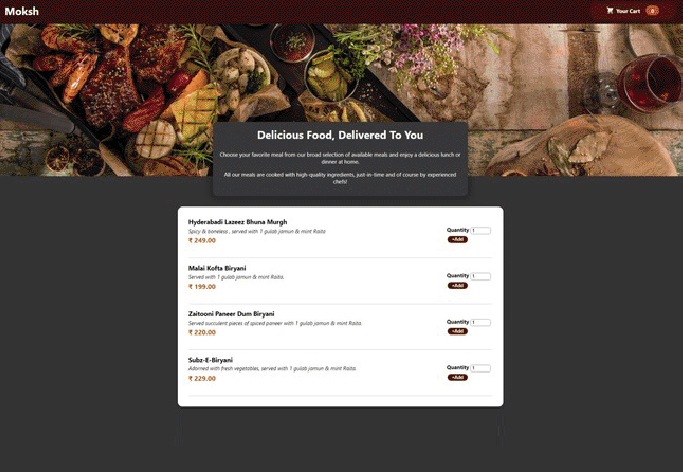 Moksh
Your Cart 0
Delicious Food, Delivered To You
Choose your favorite meal from our broad selection of available meals and enjoy a delicious lunch or
dinner at home.
All our meals are cooked with high-quality ingredients, just-in-time and of course by experienced
chefs!
Hyderabadi Lazeez Bhuna Murgh
Spicy & boneless , served with 1 gulab jamun & mint Raita
₹ 249.00
Quantity 1
+Add
Malai Kofta Biryani
Served with 1 gulab jamun & mint Raita.
₹ 199.00
Quantity 1
+Add
Zaitooni Paneer Dum Biryani
Served succulent pieces of spiced paneer with 1 gulab jamun & mint Raita.
₹ 220.00
Quantity 1
+Add
Subz-E-Biryani
Adorned with fresh vegetables, served with 1 gulab jamun & mint Raita.
₹ 229.00
Quantity 1
+Add